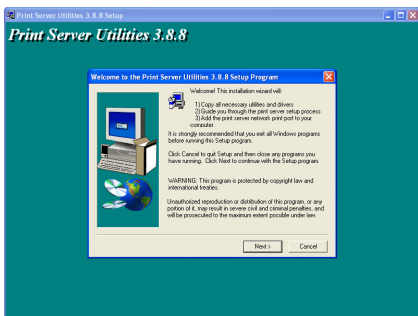 Print Server Utilities 3.8.8 Setup
Print Server Utilities 3.8.8
Welcome to the Print Server Utilities 3.8.8 Setup Program
Welcome! This installation wizard will:
1)Copy all necessary utilities and drivers
2)Guide you through the print server setup process
3)Add the print server network print port to your
computer
It is strongly recommended that you exit all Windows programs
before running this Setup program.
Click Cancel to quit Setup and then close any programs you
have running. Click Next to continue with the Setup program.
WARNING: This program is protected by copyright law and
international treaties.
Unauthorized reproduction or distribution of this program, or any
portion of it, may result in severe civil and criminal penalties, and
will be prosecuted to the maximum extent possible under law.
Next >
Cancel